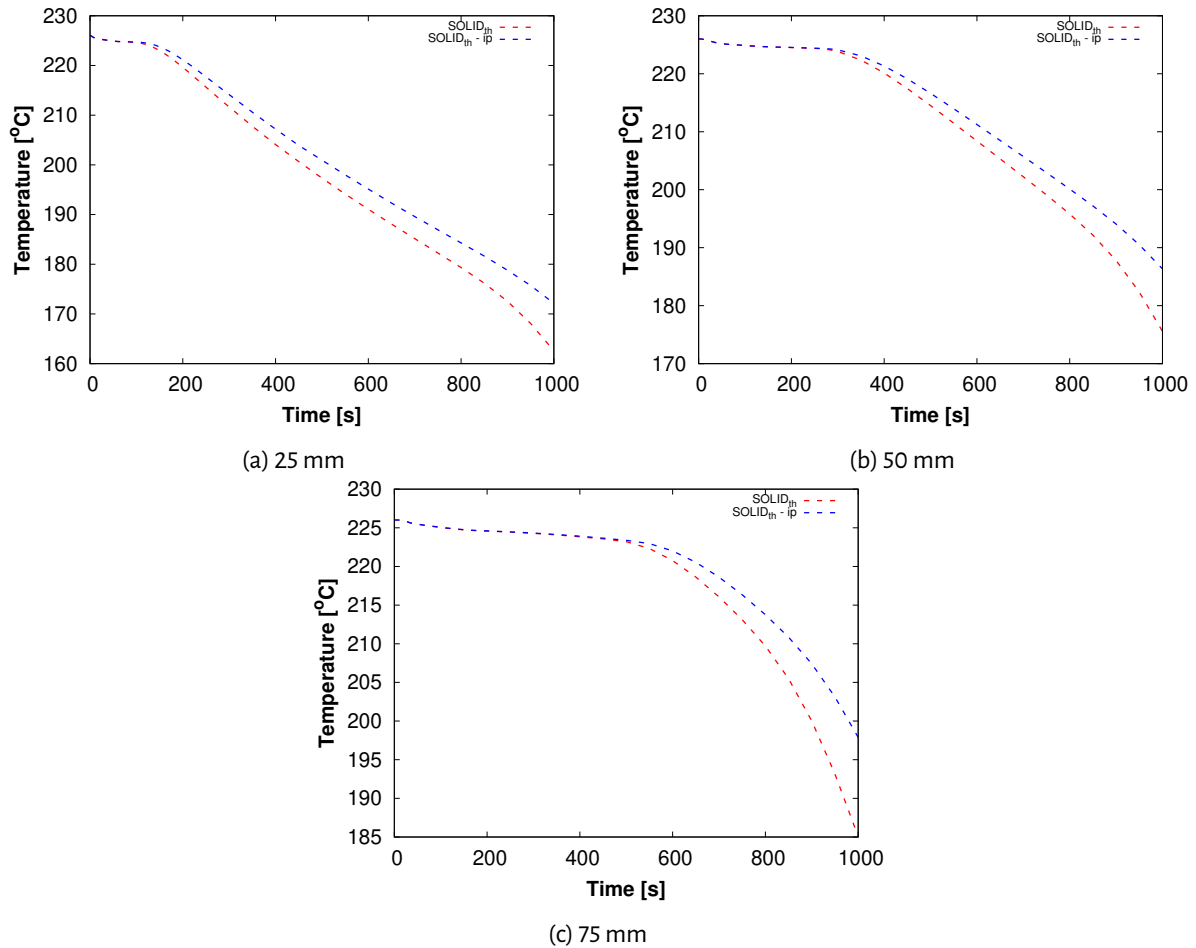 230
220
210
200
190
180
170
160
0 200 400 600 800 1000
Temperature [°C]
Time [s]
SOLIDth
SOLIDth - ip
(a) 25 mm
230
220
210
200
190
180
170
0 200 400 600 800 1000
Temperature [°C]
Time [s]
SOLIDth
SOLIDth - ip
(b) 50 mm
230
225
220
215
210
205
200
195
190
185
0 200 400 600 800 1000
Temperature [°C]
Time [s]
SOLIDth
SOLIDth - ip
(c) 75 mm